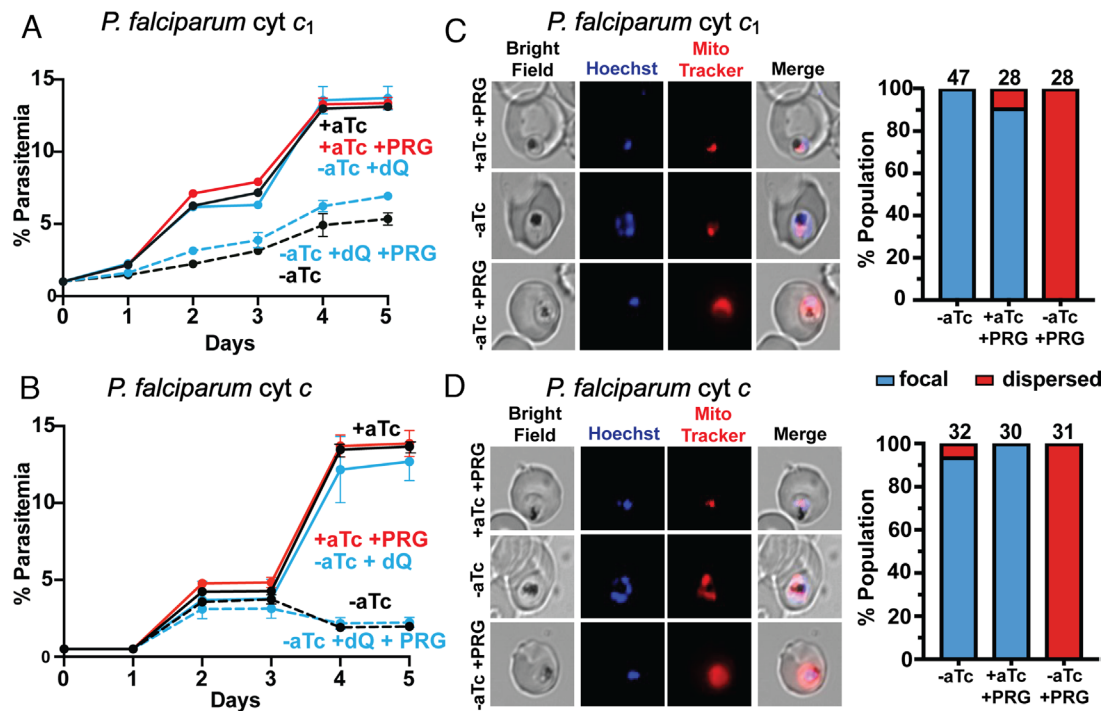 A
P. falciparum cyt c1
% Parasitemia
15
10
5
0
+aTc
+aTc +PRG
-aTc +dQ
-aTc +dQ +PRG
-aTc
0 1 2 3 4 5
Days
B
P. falciparum cyt c
% Parasitemia
15
10
5
0
+aTc
+aTc +PRG
-aTc + dQ
-aTc
-aTc +dQ + PRG
0 1 2 3 4 5
Days
C
P. falciparum cyt c1
Bright Field
Hoechst
Mito Tracker
Merge
+aTc +PRG
-aTc
-aTc +PRG
% Population
100
80
60
40
20
0
47 28 28
-aTc
+aTc +PRG
-aTc +PRG
focal
dispersed
D
P. falciparum cyt c
Bright Field
Hoechst
Mito Tracker
Merge
+aTc +PRG
-aTc
-aTc +PRG
% Population
100
80
60
40
20
0
32 30 31
-aTc
+aTc +PRG
-aTc +PRG